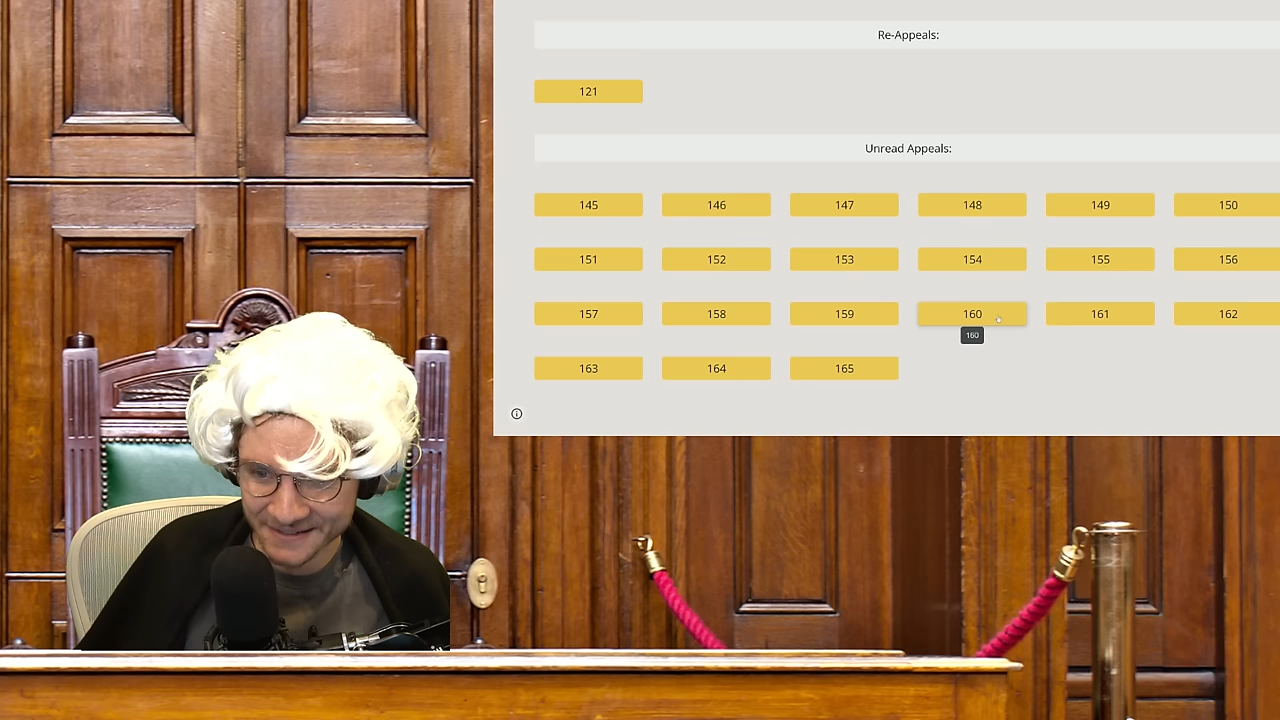 Re-Appeals:
121
Unread Appeals:
145 146 147 148 149 150
151 152 153 154 155 156
157 158 159 160 161 162
160
163 164 165